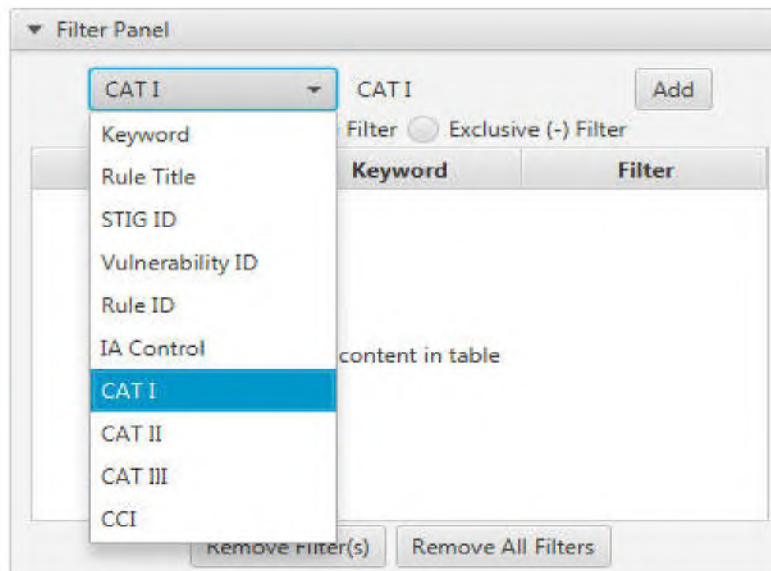 Filter Panel
CAT I CAT I Add
Keyword Filter Exclusive (-) Filter
Rule Title Keyword Filter
STIG ID
Vulnerability ID
Rule ID
IA Control content in table
CAT I
CAT II
CAT III
CCI
Remove Filter(s) Remove All Filters